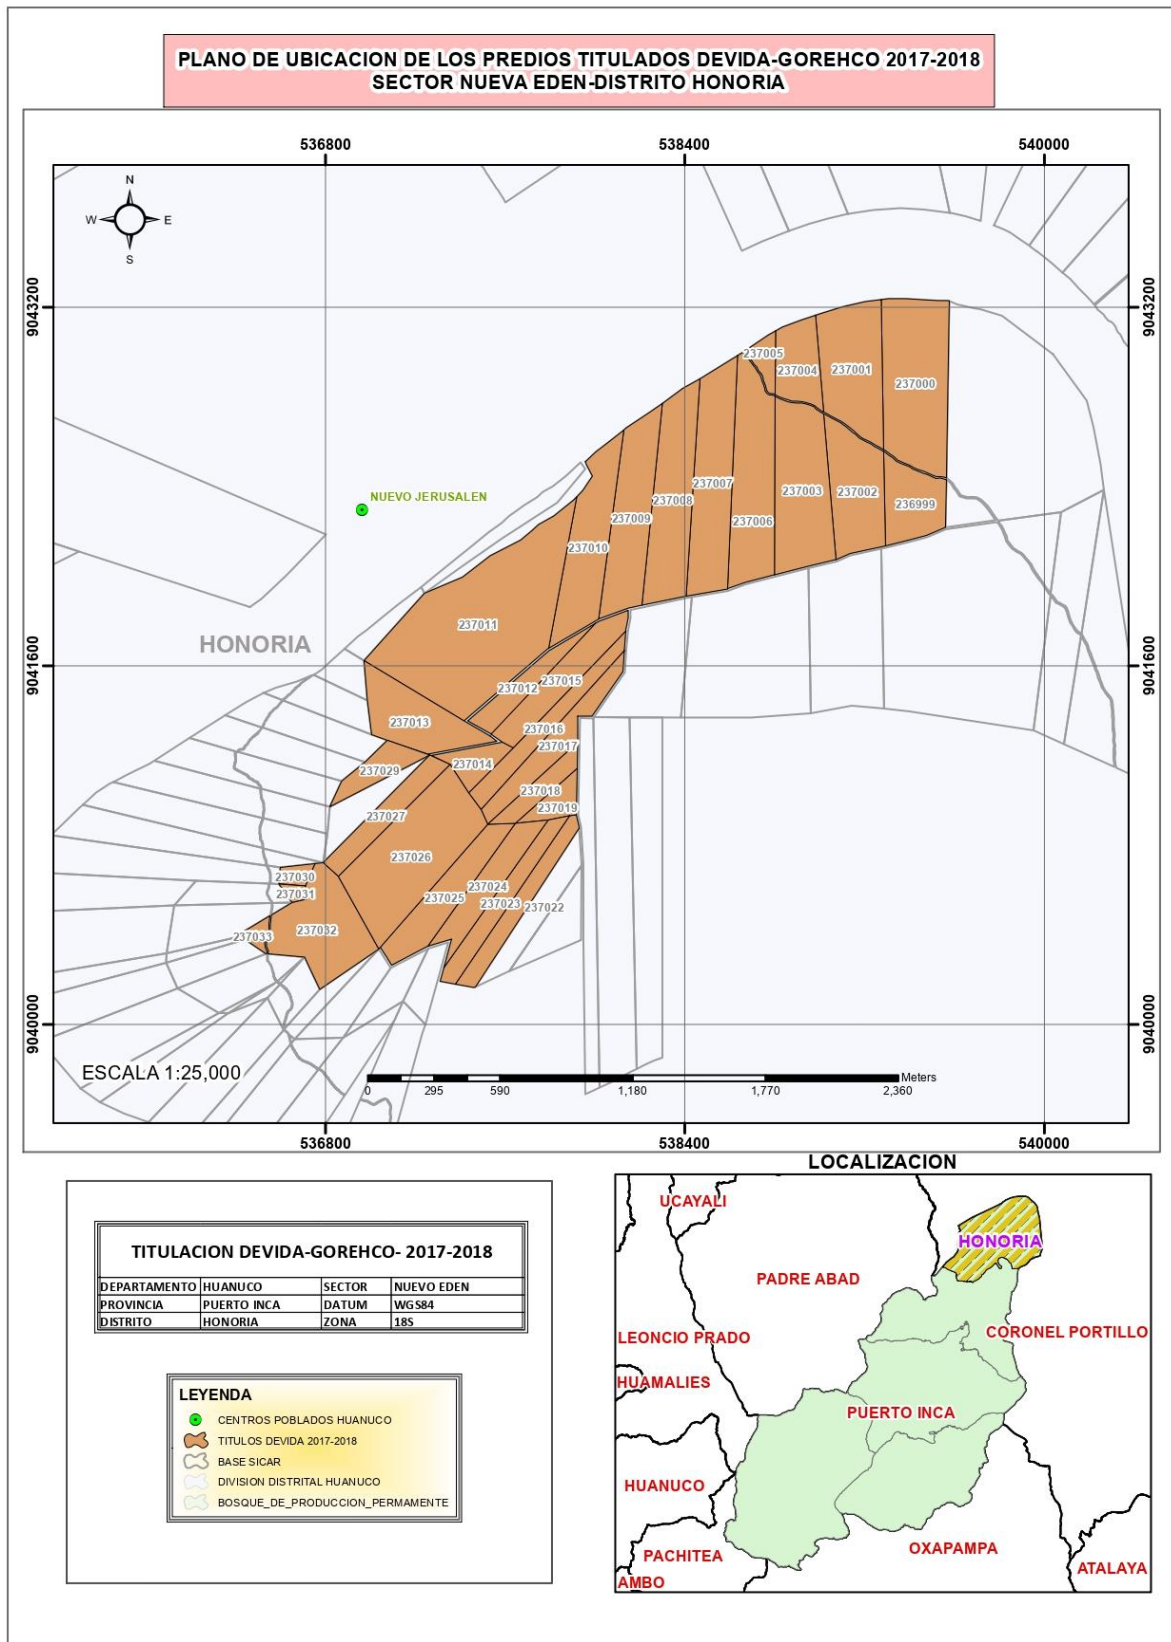 PLANO DE UBICACION DE LOS PREDIOS TITULADOS DEVIDA-GOREHCO 2017-2018
SECTOR NUEVA EDEN-DISTRITO HONORIA
536800
538400
540000
N
W
E
S
9043200
9043200
237005
237004
237001
237000
NUEVO JERUSALEN
237007
237003
237002
237008
236999
237009
237006
237010
237011
HONORIA
9041600
9041600
237015
237012
237013
237016
237017
237014
237029
237018
237019
237027
237026
237030
237024
237031
237025
237023
237022
237032
237033
9040000
9040000
ESCALA 1:25,000
Meters
0
295
590
1,180
1,770
2,360
536800
538400
540000
LOCALIZACION
TITULACION DEVIDA-GOREHCO- 2017-2018
DEPARTAMENTO HUANUCO SECTOR NUEVO EDEN
PROVINCIA PUERTO INCA DATUM WGS84
DISTRITO HONORIA ZONA 18S
LEYENDA
CENTROS POBLADOS HUANUCO
TITULOS DEVIDA 2017-2018
BASE SICAR
DIVISION DISTRITAL HUANUCO
BOSQUE_DE_PRODUCCION_PERMAMENTE
UCAYALI
HONORIA
PADRE ABAD
LEONCIO PRADO
CORONEL PORTILLO
HUAMALIES
PUERTO INCA
HUANUCO
OXAPAMPA
PACHITEA
ATALAYA
AMBO